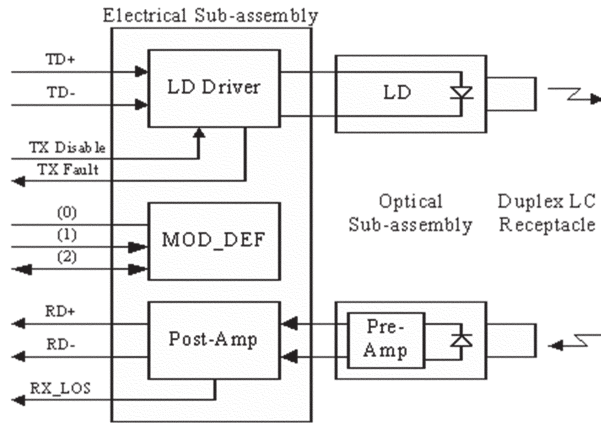 Electrical Sub-assembly
TD+
TD-
LD Driver
LD
TX Disable
TX Fault
(0)
(1)
(2)
MOD_DEF
Optical
Sub-assembly
Duplex LC
Receptacle
RD+
RD-
Post-Amp
Pre-
Amp
RX_LOS